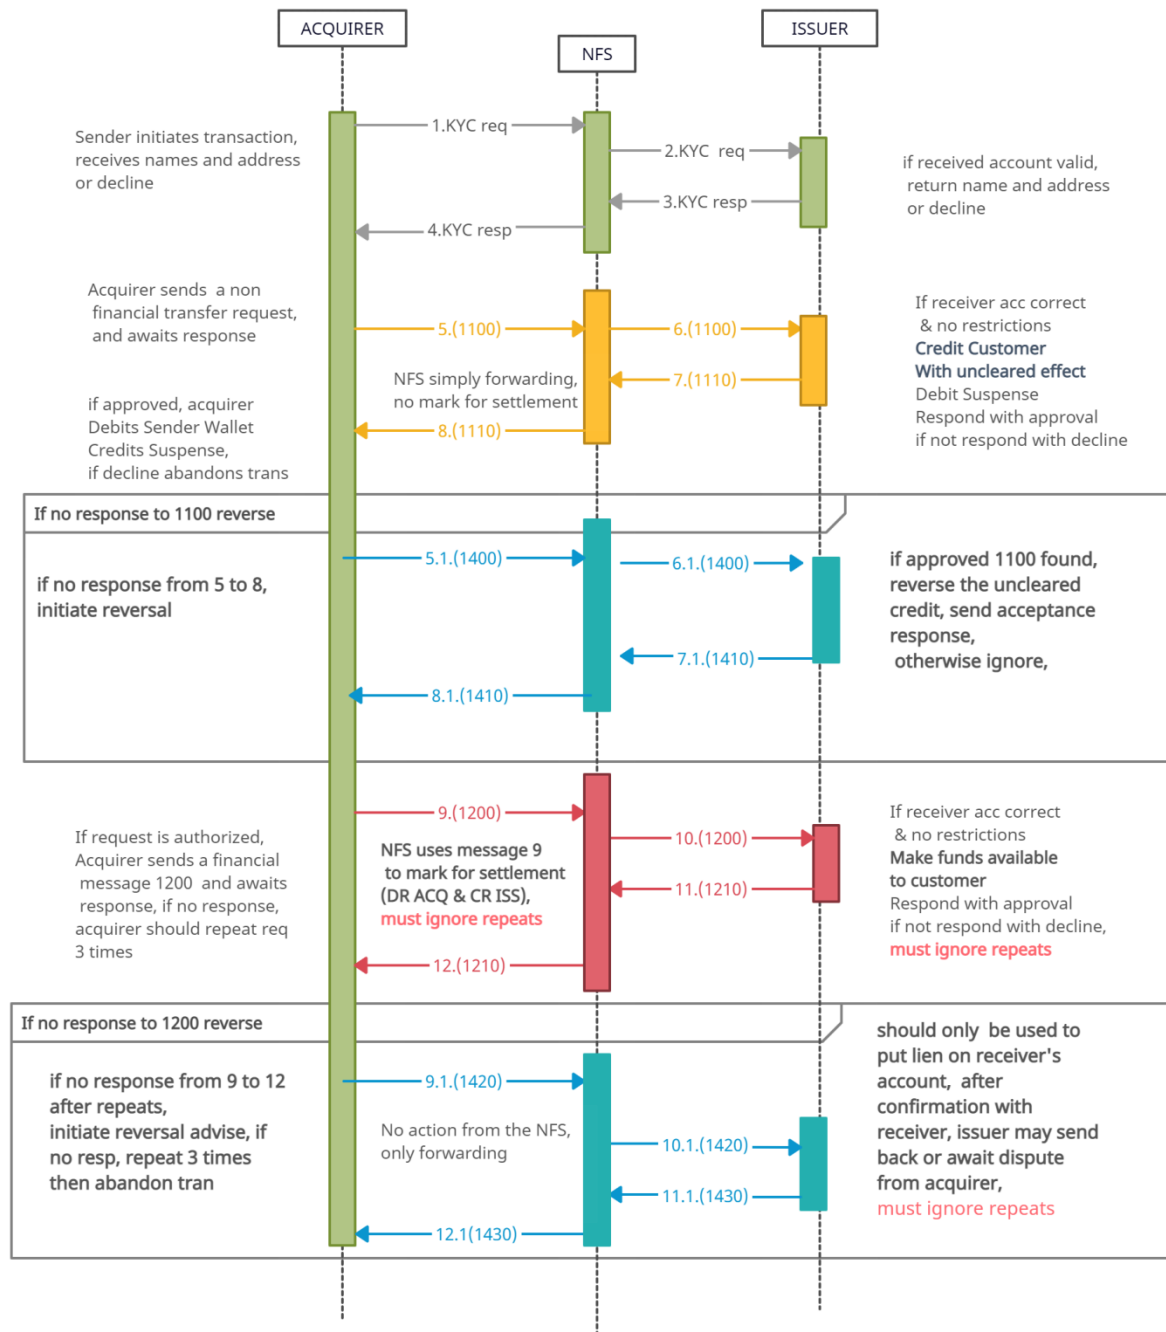 ACQUIRER
NFS
ISSUER
1.KYC req
Sender initiates transaction,
receives names and address
or decline
2.KYC  req
if received account valid,
return name and address
or decline
3.KYC resp
4.KYC resp
Acquirer sends  a non
financial transfer request,
and awaits response
5.(1100)
6.(1100)
If receiver acc correct
& no restrictions
Credit Customer
With uncleared effect
Debit Suspense
Respond with approval
if not respond with decline
7.(1110)
NFS simply forwarding,
no mark for settlement
8.(1110)
if approved, acquirer
Debits Sender Wallet
Credits Suspense,
if decline abandons trans
If no response to 1100 reverse
5.1.(1400)
6.1.(1400)
if no response from 5 to 8,
initiate reversal
if approved 1100 found,
reverse the uncleared
credit, send acceptance
response,
otherwise ignore,
7.1.(1410)
8.1.(1410)
9.(1200)
If request is authorized,
Acquirer sends a financial
message 1200  and awaits
response, if no response,
acquirer should repeat req
3 times
NFS uses message 9
to mark for settlement
(DR ACQ & CR ISS),
must ignore repeats
10.(1200)
If receiver acc correct
& no restrictions
Make funds available
to customer
Respond with approval
if not respond with decline,
must ignore repeats
11.(1210)
12.(1210)
If no response to 1200 reverse
9.1.(1420)
if no response from 9 to 12
after repeats,
initiate reversal advise, if
no resp, repeat 3 times
then abandon tran
No action from the NFS,
only forwarding
10.1.(1420)
should only  be used to
put lien on receiver's
account,  after
confirmation with
receiver, issuer may send
back or await dispute
from acquirer,
must ignore repeats
11.1.(1430)
12.1(1430)